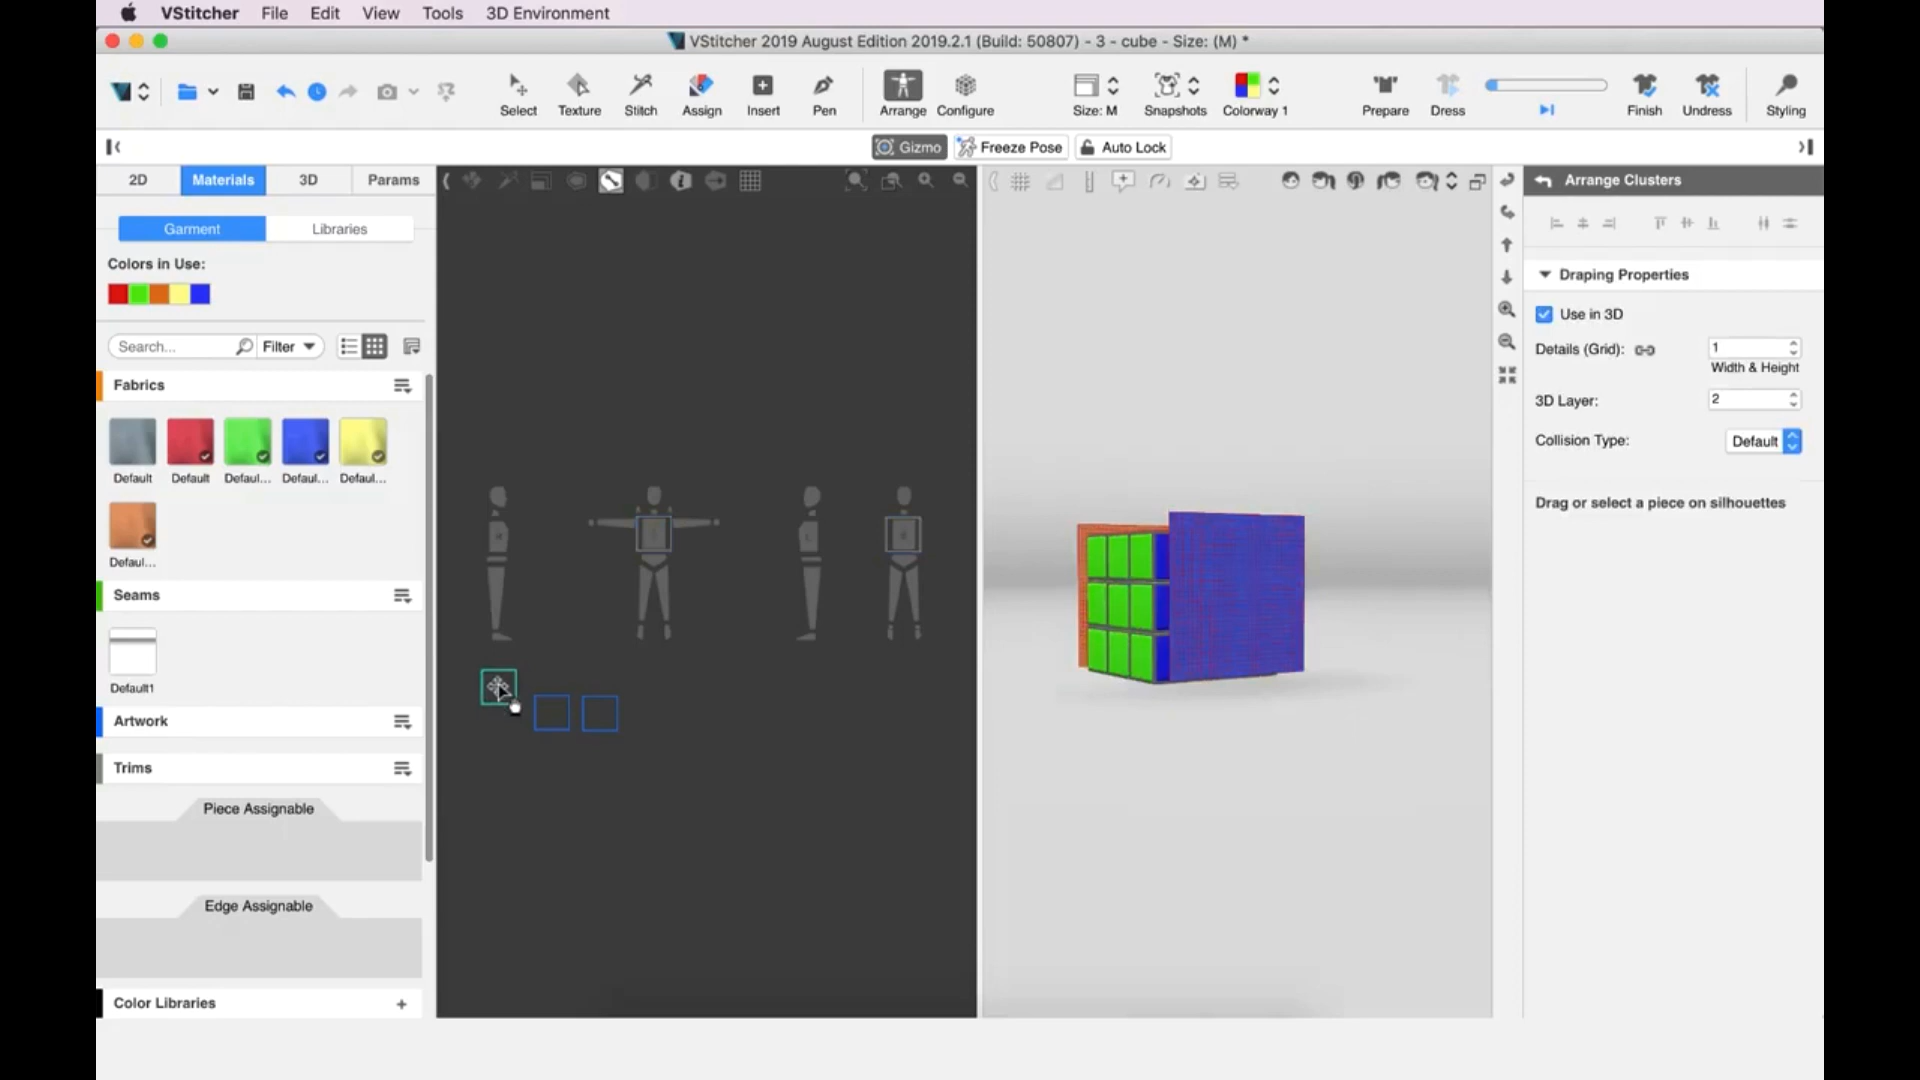 VStitcher File Edit View Tools 3D Environment
VStitcher 2019 August Edition 2019.2.1 (Build: 50807) - 3 - cube - Size: (M) *
Select Texture Stitch Assign Insert Pen Arrange Configure Size: M Snapshots Colorway 1 Prepare Dress Finish Undress Styling
Gizmo Freeze Pose Auto Lock
2D Materials 3D Params
Arrange Clusters
Garment Libraries
Colors in Use:
Draping Properties
Use in 3D
Search... Filter
Details (Grid): 1
Width & Height
Fabrics
3D Layer: 2
Collision Type: Default
Default Default Defaul... Defaul... Defaul...
Drag or select a piece on silhouettes
Defaul...
Seams
Default1
Artwork
Trims
Piece Assignable
Edge Assignable
Color Libraries +